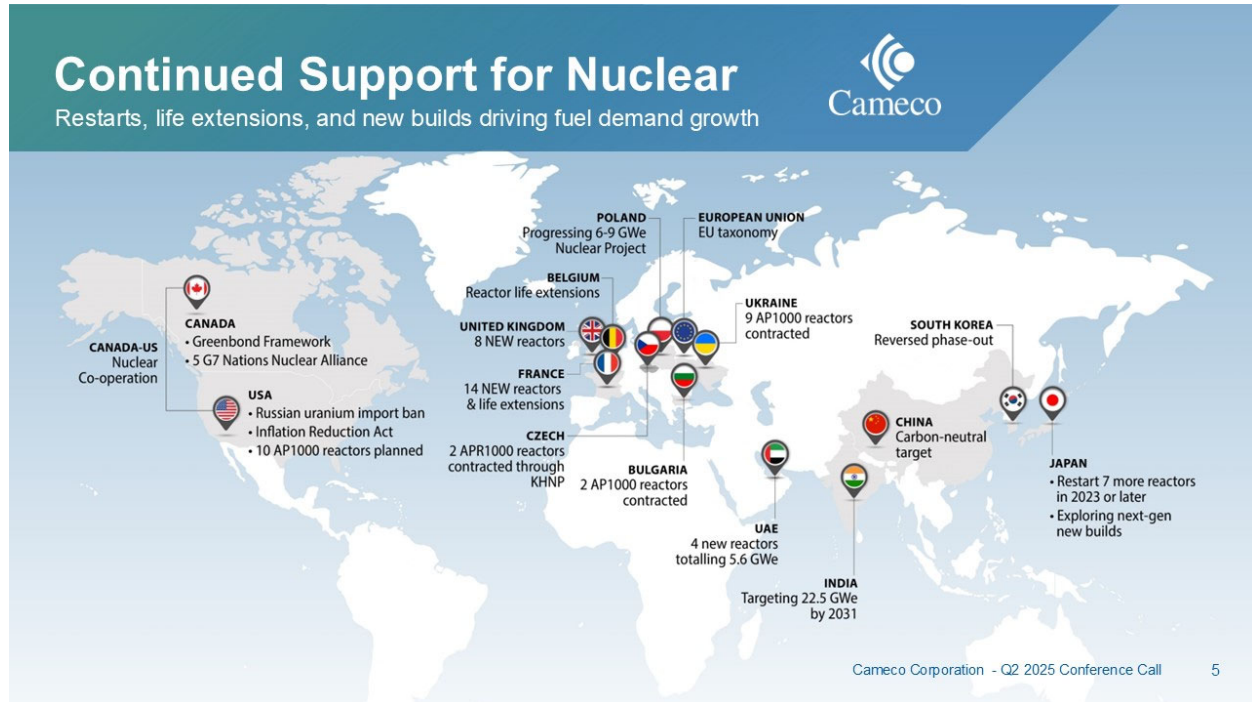 Continued Support for Nuclear
Restarts, life extensions, and new builds driving fuel demand growth
Cameco
CANADA-US
Nuclear
Co-operation
CANADA
• Greenbond Framework
• 5 G7 Nations Nuclear Alliance
USA
• Russian uranium import ban
• Inflation Reduction Act
• 10 AP1000 reactors planned
POLAND
Progressing 6-9 GWe
Nuclear Project
EUROPEAN UNION
EU taxonomy
BELGIUM
Reactor life extensions
UNITED KINGDOM
8 NEW reactors
FRANCE
14 NEW reactors
& life extensions
CZECH
2 APR1000 reactors
contracted through
KHNP
BULGARIA
2 AP1000 reactors
contracted
UKRAINE
9 AP1000 reactors
contracted
UAE
4 new reactors
totalling 5.6 GWe
INDIA
Targeting 22.5 GWe
by 2031
CHINA
Carbon-neutral
target
SOUTH KOREA
Reversed phase-out
JAPAN
• Restart 7 more reactors
in 2023 or later
• Exploring next-gen
new builds
Cameco Corporation - Q2 2025 Conference Call
5